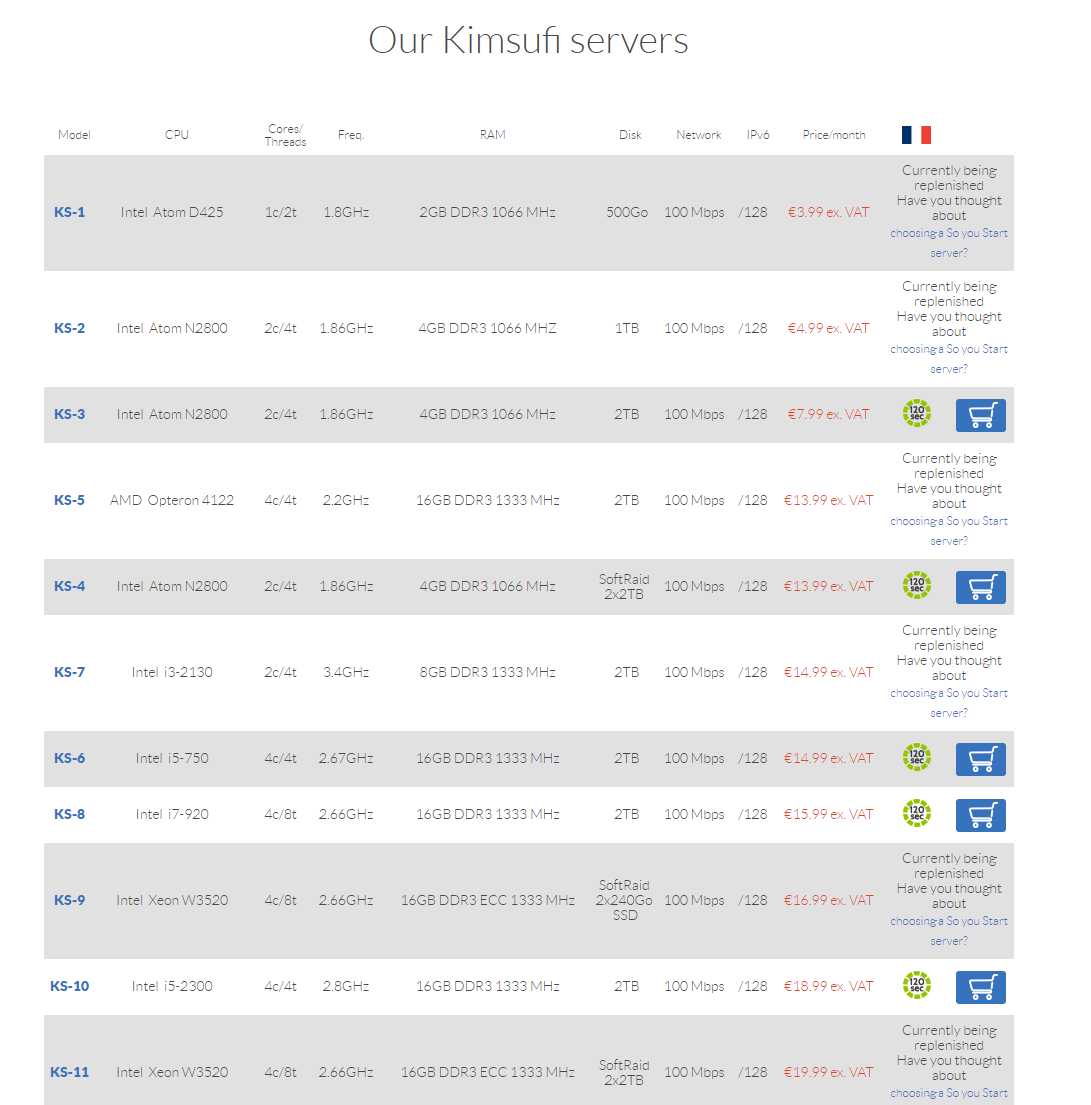 Our Kimsufi servers
Model CPU Cores/ Threads Freq. RAM Disk Network IPv6 Price/month
KS-1 Intel Atom D425 1c/2t 1.8GHz 2GB DDR3 1066 MHz 500Go 100 Mbps /128 €3.99 ex. VAT
Currently being
replenished
Have you thought
about
choosing a So you Start
server?
KS-2 Intel Atom N2800 2c/4t 1.86GHz 4GB DDR3 1066 MHZ 1TB 100 Mbps /128 €4.99 ex. VAT
Currently being
replenished
Have you thought
about
choosing a So you Start
server?
KS-3 Intel Atom N2800 2c/4t 1.86GHz 4GB DDR3 1066 MHz 2TB 100 Mbps /128 €7.99 ex. VAT 120 sec
KS-5 AMD Opteron 4122 4c/4t 2.2GHz 16GB DDR3 1333 MHz 2TB 100 Mbps /128 €13.99 ex. VAT
Currently being
replenished
Have you thought
about
choosing a So you Start
server?
KS-4 Intel Atom N2800 2c/4t 1.86GHz 4GB DDR3 1066 MHz SoftRaid 2x2TB 100 Mbps /128 €13.99 ex. VAT 120 sec
KS-7 Intel i3-2130 2c/4t 3.4GHz 8GB DDR3 1333 MHz 2TB 100 Mbps /128 €14.99 ex. VAT
Currently being
replenished
Have you thought
about
choosing a So you Start
server?
KS-6 Intel i5-750 4c/4t 2.67GHz 16GB DDR3 1333 MHz 2TB 100 Mbps /128 €14.99 ex. VAT 120 sec
KS-8 Intel i7-920 4c/8t 2.66GHz 16GB DDR3 1333 MHz 2TB 100 Mbps /128 €15.99 ex. VAT 120 sec
KS-9 Intel Xeon W3520 4c/8t 2.66GHz 16GB DDR3 ECC 1333 MHz SoftRaid 2x240Go SSD 100 Mbps /128 €16.99 ex. VAT
Currently being
replenished
Have you thought
about
choosing a So you Start
server?
KS-10 Intel i5-2300 4c/4t 2.8GHz 16GB DDR3 1333 MHz 2TB 100 Mbps /128 €18.99 ex. VAT 120 sec
KS-11 Intel Xeon W3520 4c/8t 2.66GHz 16GB DDR3 ECC 1333 MHz SoftRaid 2x2TB 100 Mbps /128 €19.99 ex. VAT
Currently being
replenished
Have you thought
about
choosing a So you Start